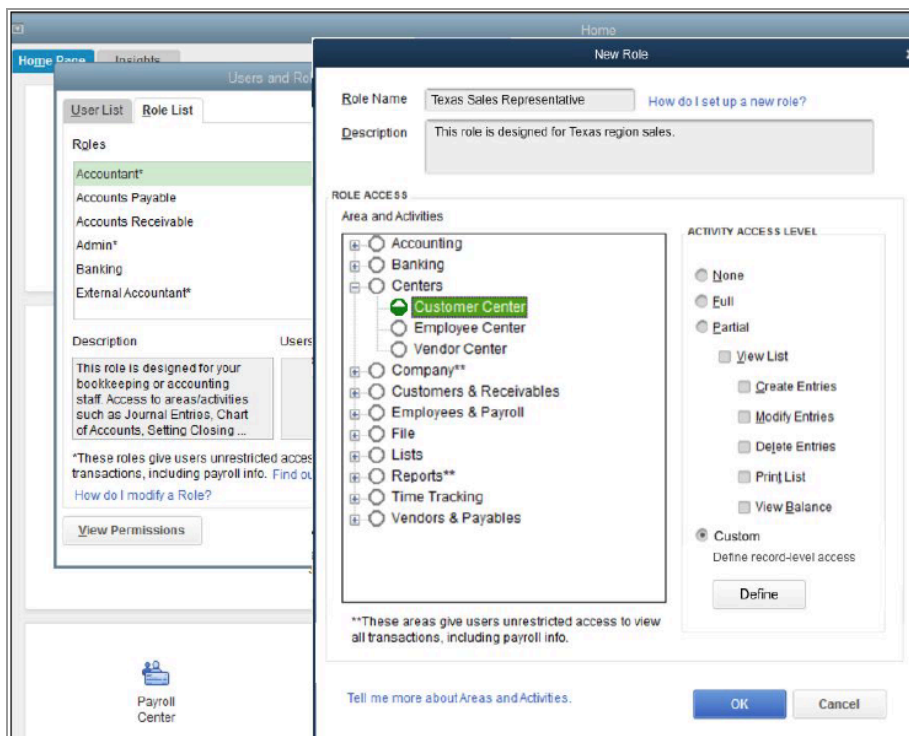 Home
Home Page
Insights
Users and Ro
User List
Role List
Roles
Accountant*
Accounts Payable
Accounts Receivable
Admin*
Banking
External Accountant*
Description
Users
This role is designed for your
bookkeeping or accounting
staff. Access to areas/activities
such as Journal Entries, Chart
of Accounts, Setting Closing ...
*These roles give users unrestricted acces
transactions, including payroll info. Find ou
How do I modify a Role?
View Permissions
Payroll
Center
New Role
Role Name
Texas Sales Representative
How do I set up a new role?
Description
This role is designed for Texas region sales.
ROLE ACCESS
Area and Activities
Accounting
Banking
Centers
Customer Center
Employee Center
Vendor Center
Company**
Customers & Receivables
Employees & Payroll
File
Lists
Reports**
Time Tracking
Vendors & Payables
**These areas give users unrestricted access to view
all transactions, including payroll info.
ACTIVITY ACCESS LEVEL
None
Full
Partial
View List
Create Entries
Modify Entries
Delete Entries
Print List
View Balance
Custom
Define record-level access
Define
Tell me more about Areas and Activities.
OK
Cancel